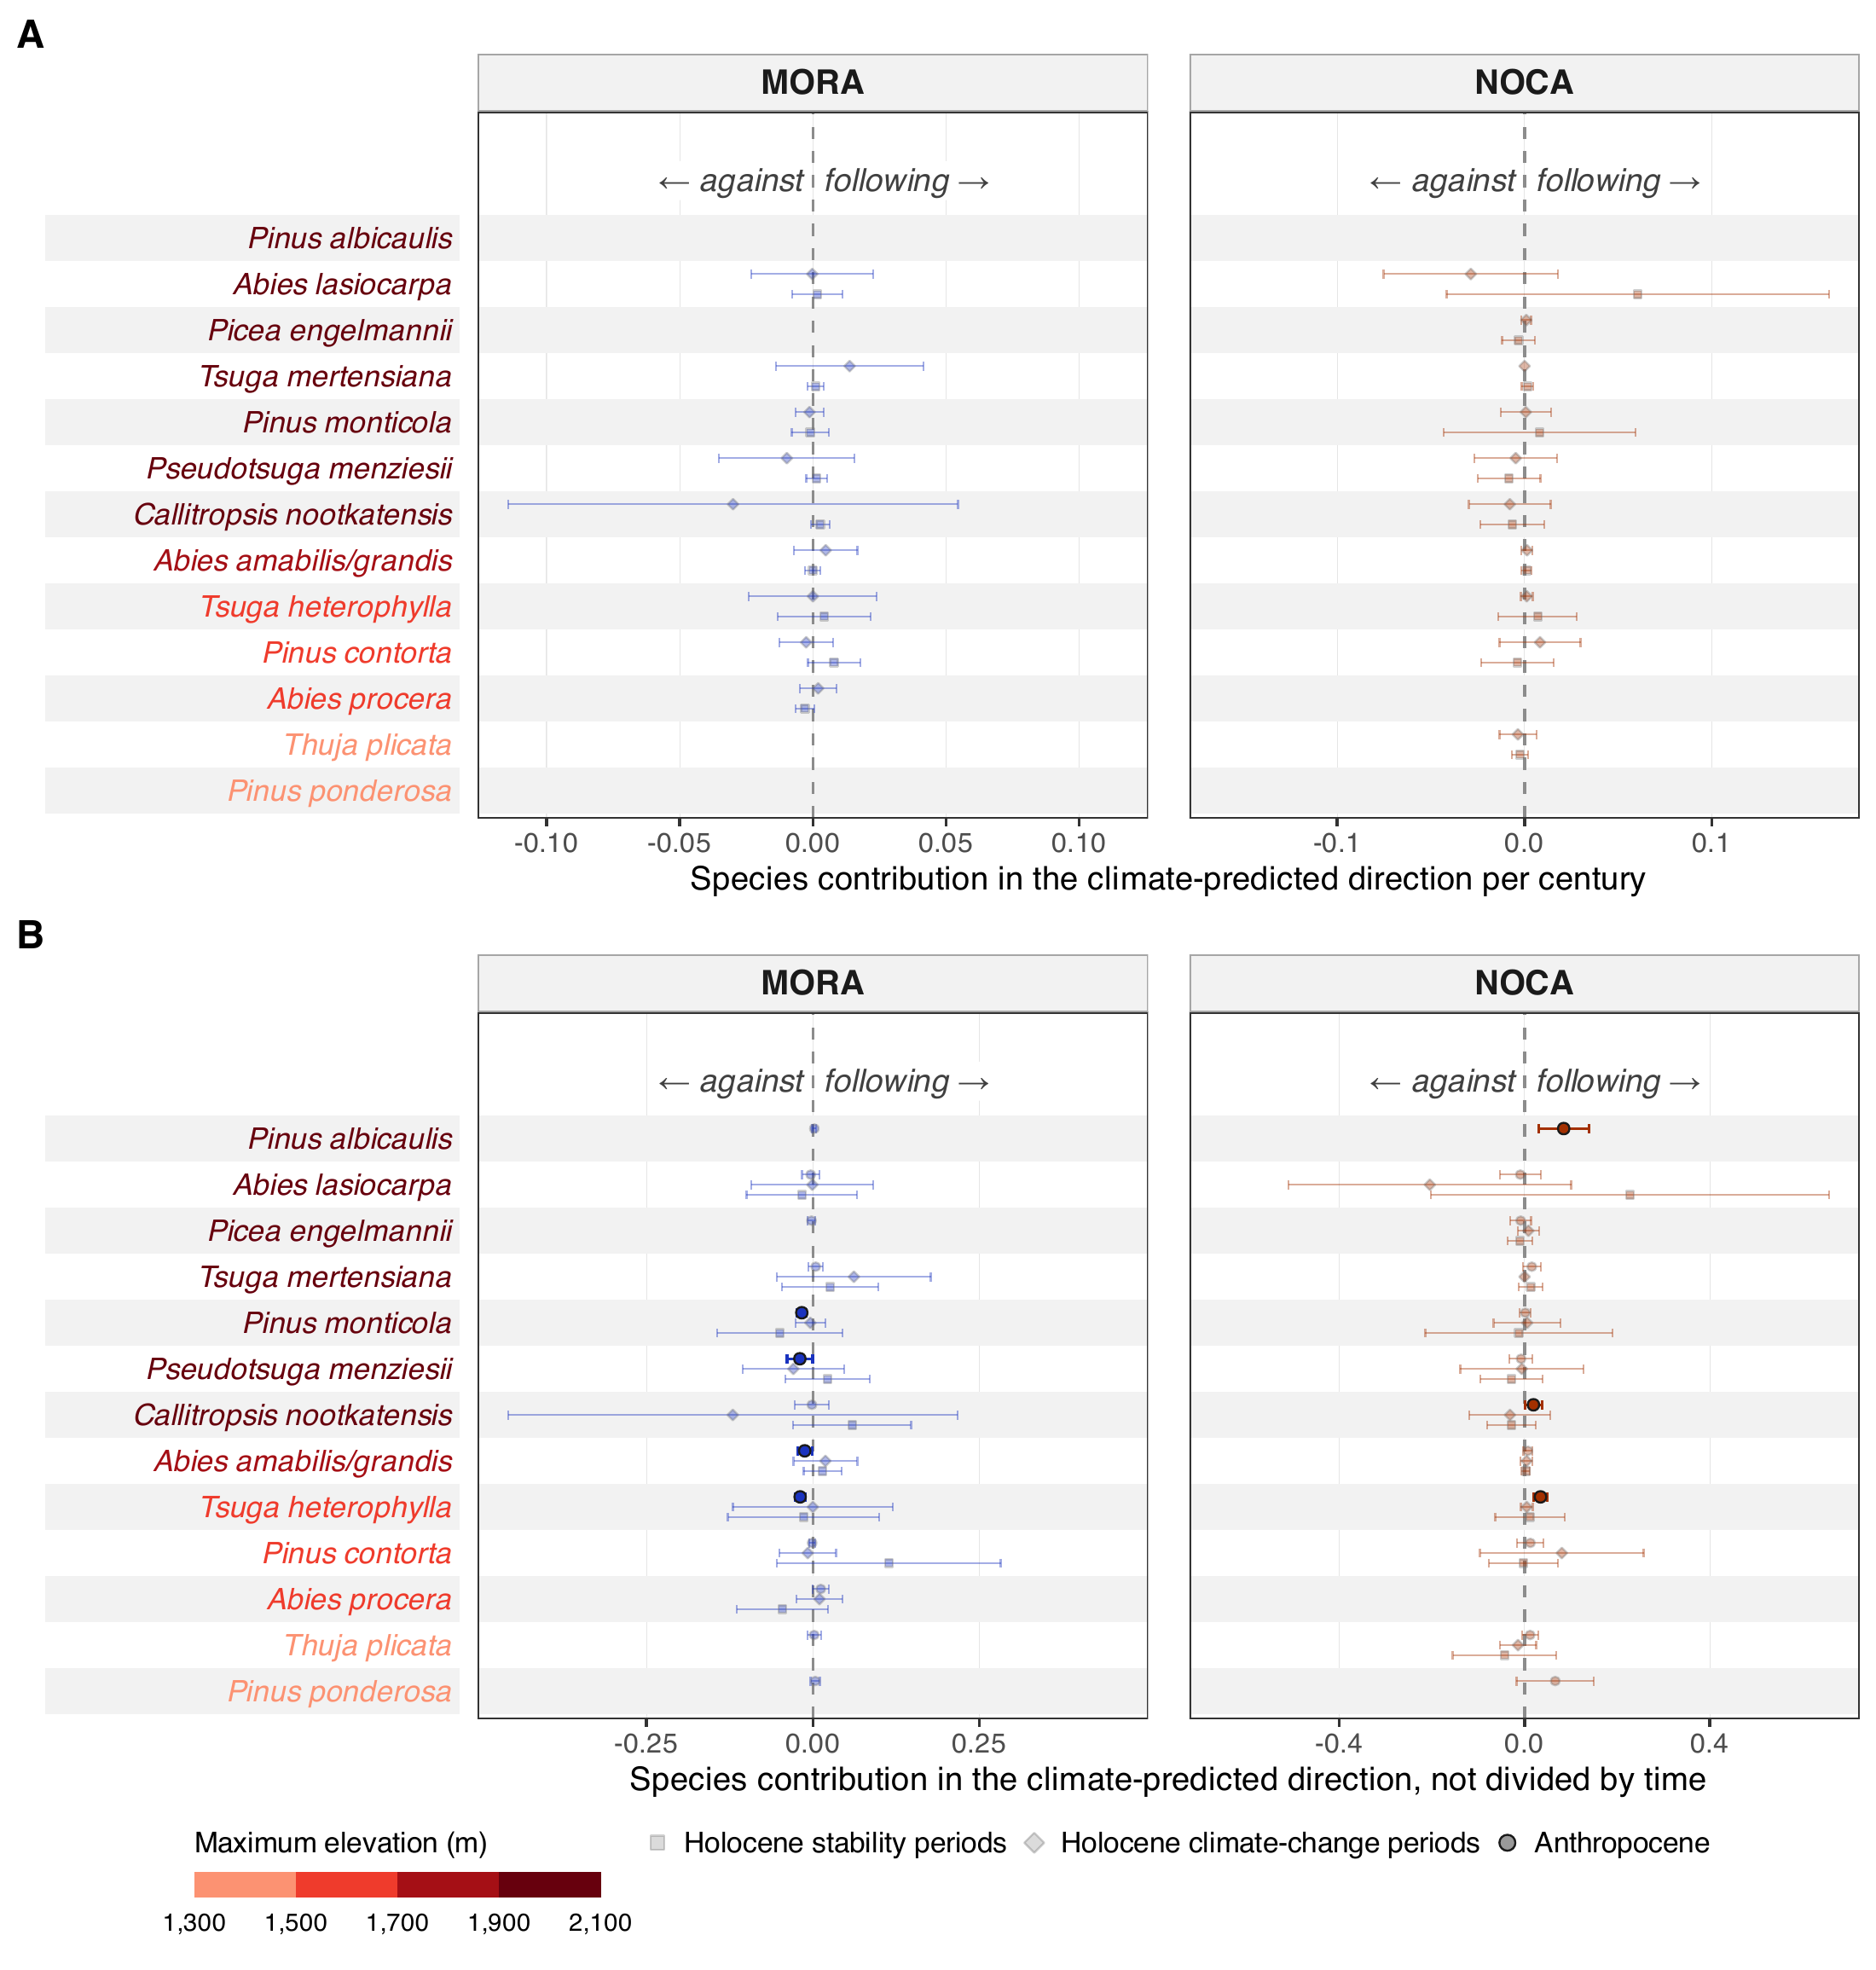 A
MORA NOCA
← against following → ← against following →
Pinus albicaulis
Abies lasiocarpa
Picea engelmannii
Tsuga mertensiana
Pinus monticola
Pseudotsuga menziesii
Callitropsis nootkatensis
Abies amabilis/grandis
Tsuga heterophylla
Pinus contorta
Abies procera
Thuja plicata
Pinus ponderosa
-0.10 -0.05 0.00 0.05 0.10 -0.1 0.0 0.1
Species contribution in the climate-predicted direction per century
B
MORA NOCA
← against following → ← against following →
Pinus albicaulis
Abies lasiocarpa
Picea engelmannii
Tsuga mertensiana
Pinus monticola
Pseudotsuga menziesii
Callitropsis nootkatensis
Abies amabilis/grandis
Tsuga heterophylla
Pinus contorta
Abies procera
Thuja plicata
Pinus ponderosa
-0.25 0.00 0.25 -0.4 0.0 0.4
Species contribution in the climate-predicted direction, not divided by time
Maximum elevation (m) Holocene stability periods Holocene climate-change periods Anthropocene
1,300 1,500 1,700 1,900 2,100